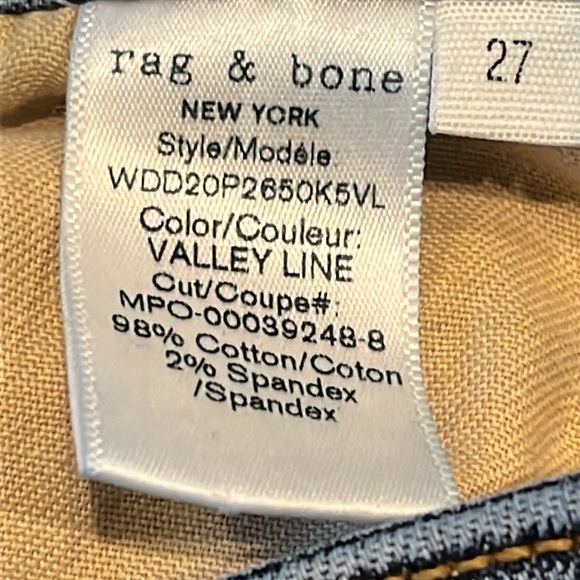 rag & bone
27
NEW YORK
Style/Modéle:
WDD20P2650K5VL
Color/Couleur:
VALLEY LINE
Cut/Coupe#:
MPO-00039248-8
98% Cotton/Coton
2% Spandex
/Spandex